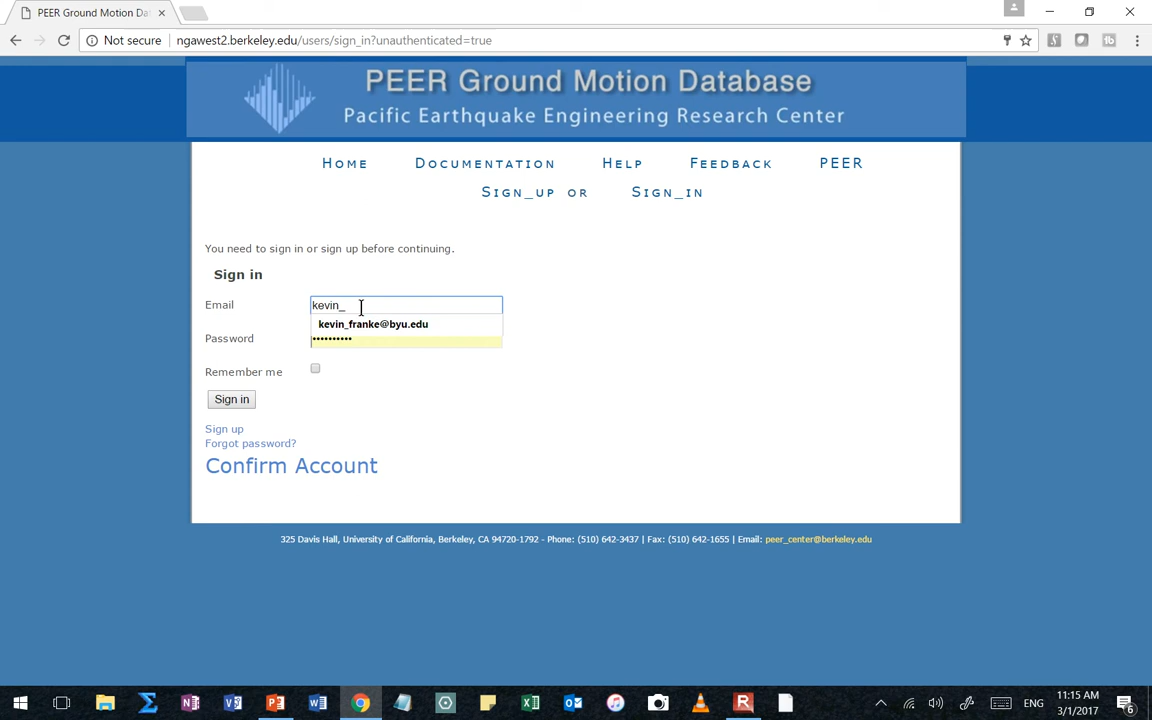 PEER Ground Motion Dat
Not secure
ngawest2.berkeley.edu/users/sign_in?unauthenticated=true
PEER Ground Motion Database
Pacific Earthquake Engineering Research Center
Home Documentation Help Feedback PEER
Sign_up or Sign_in
You need to sign in or sign up before continuing.
Sign in
Email kevin_
kevin_franke@byu.edu
Password ••••••••••
Remember me
Sign in
Sign up
Forgot password?
Confirm Account
325 Davis Hall, University of California, Berkeley, CA 94720-1792 - Phone: (510) 642-3437 | Fax: (510) 642-1655 | Email: peer_center@berkeley.edu
ENG
11:15 AM
3/1/2017
6